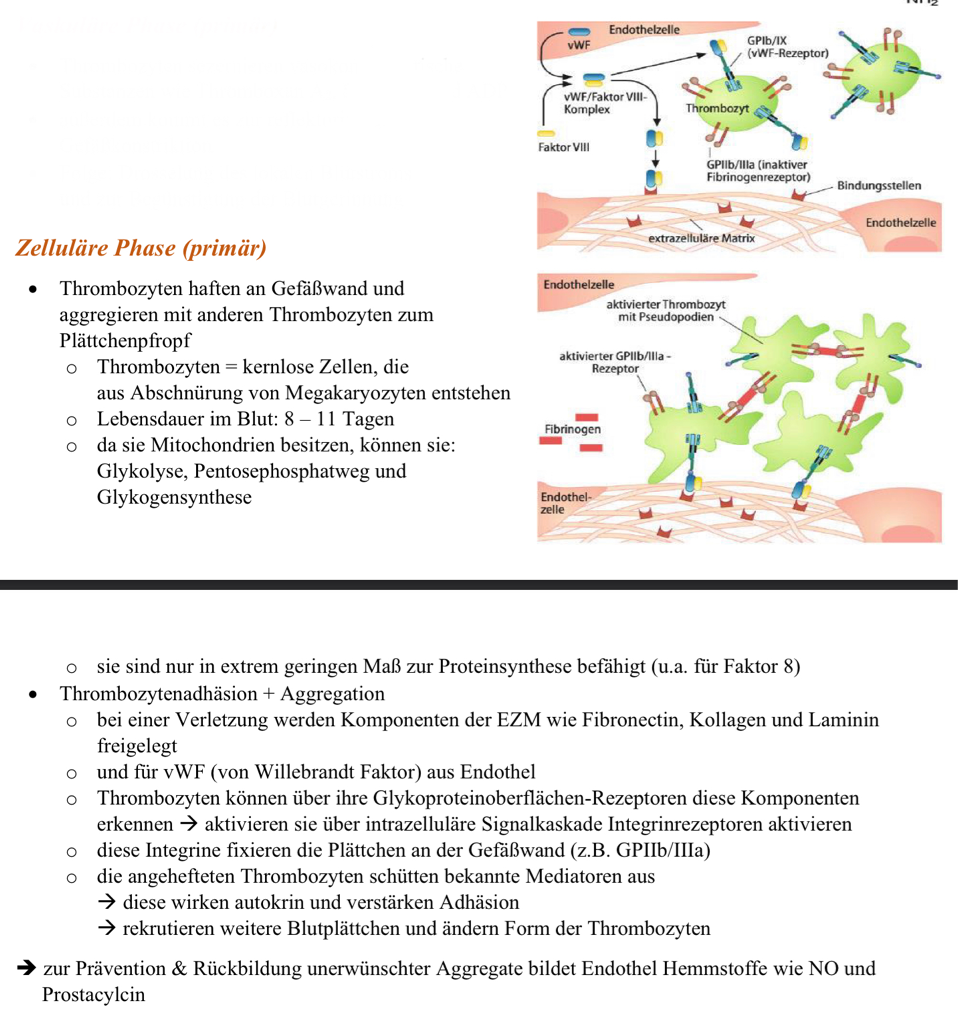 NH2
Endothelzelle
vWF
GPIb/IX
(vWF-Rezeptor)
vWF/Faktor VIII-
Komplex
Thrombozyt
Faktor VIII
GPIIb/IIIa (inaktiver
Fibrinogenrezeptor)
Bindungsstellen
Endothelzelle
extrazelluläre Matrix
Zelluläre Phase (primär)
• Thrombozyten haften an Gefäßwand und
aggregieren mit anderen Thrombozyten zum
Plättchenpfropf
o Thrombozyten = kernlose Zellen, die
aus Abschnürung von Megakaryozyten entstehen
o Lebensdauer im Blut: 8 – 11 Tagen
o da sie Mitochondrien besitzen, können sie:
Glykolyse, Pentosephosphatweg und
Glykogensynthese
Endothelzelle
aktivierter Thrombozyt
mit Pseudopodien
aktivierter GPIIb/IIIa -
Rezeptor
Fibrinogen
Endothel-
zelle
o sie sind nur in extrem geringen Maß zur Proteinsynthese befähigt (u.a. für Faktor 8)
• Thrombozytenadhäsion + Aggregation
o bei einer Verletzung werden Komponenten der EZM wie Fibronectin, Kollagen und Laminin
freigelegt
o und für vWF (von Willebrandt Faktor) aus Endothel
o Thrombozyten können über ihre Glykoproteinoberflächen-Rezeptoren diese Komponenten
erkennen → aktivieren sie über intrazelluläre Signalkaskade Integrinrezeptoren aktivieren
o diese Integrine fixieren die Plättchen an der Gefäßwand (z.B. GPIIb/IIIa)
o die angehefteten Thrombozyten schütten bekannte Mediatoren aus
→ diese wirken autokrin und verstärken Adhäsion
→ rekrutieren weitere Blutplättchen und ändern Form der Thrombozyten
➔ zur Prävention & Rückbildung unerwünschter Aggregate bildet Endothel Hemmstoffe wie NO und
Prostacylcin